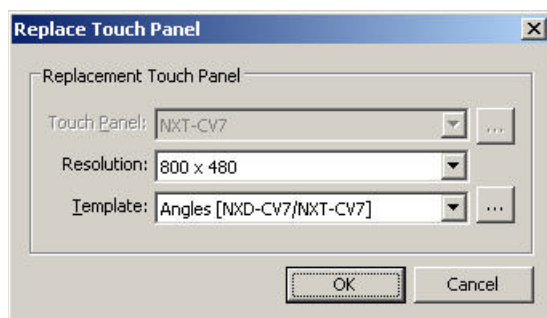 Replace Touch Panel
Replacement Touch Panel
Touch Panel: NXT-CV7 ...
Resolution: 800 x 480
Template: Angles [NXD-CV7/NXT-CV7] ...
OK Cancel